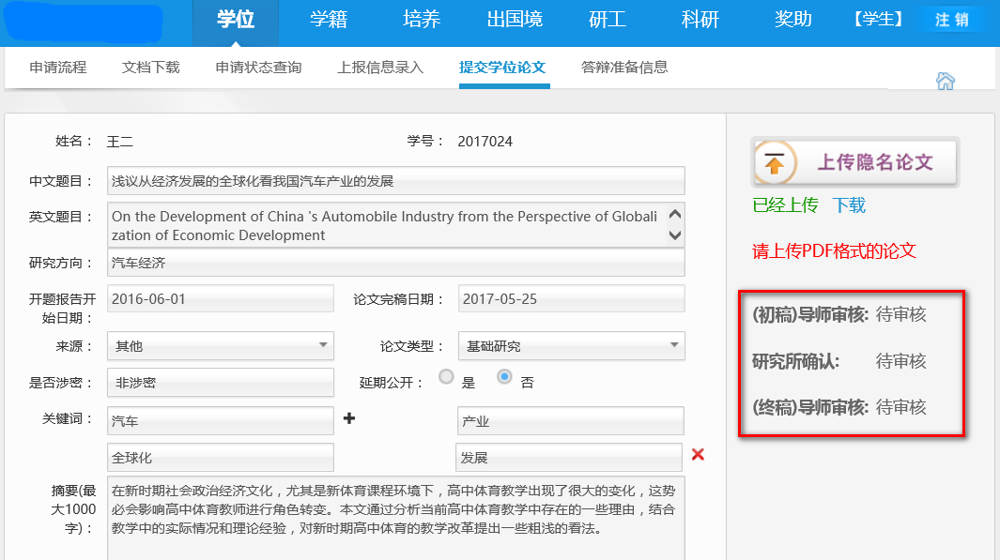 学位 学籍 培养 出国境 研工 科研 奖助 【学生】 注 销
申请流程 文档下载 申请状态查询 上报信息录入 提交学位论文 答辩准备信息
姓名： 王二 学号： 2017024
中文题目： 浅议从经济发展的全球化看我国汽车产业的发展
英文题目： On the Development of China 's Automobile Industry from the Perspective of Globali
zation of Economic Development
研究方向： 汽车经济
开题报告开 2016-06-01 论文完稿日期： 2017-05-25
始日期：
来源： 其他 论文类型： 基础研究
是否涉密： 非涉密 延期公开： 是 否
关键词： 汽车 产业
全球化 发展
摘要(最 在新时期社会政治经济文化，尤其是新体育课程环境下，高中体育教学出现了很大的变化，这势
大1000 必会影响高中体育教师进行角色转变。本文通过分析当前高中体育教学中存在的一些理由，结合
字)： 教学中的实际情况和理论经验，对新时期高中体育的教学改革提出一些粗浅的看法。
上传隐名论文
已经上传 下载
请上传PDF格式的论文
(初稿)导师审核: 待审核
研究所确认: 待审核
(终稿)导师审核: 待审核